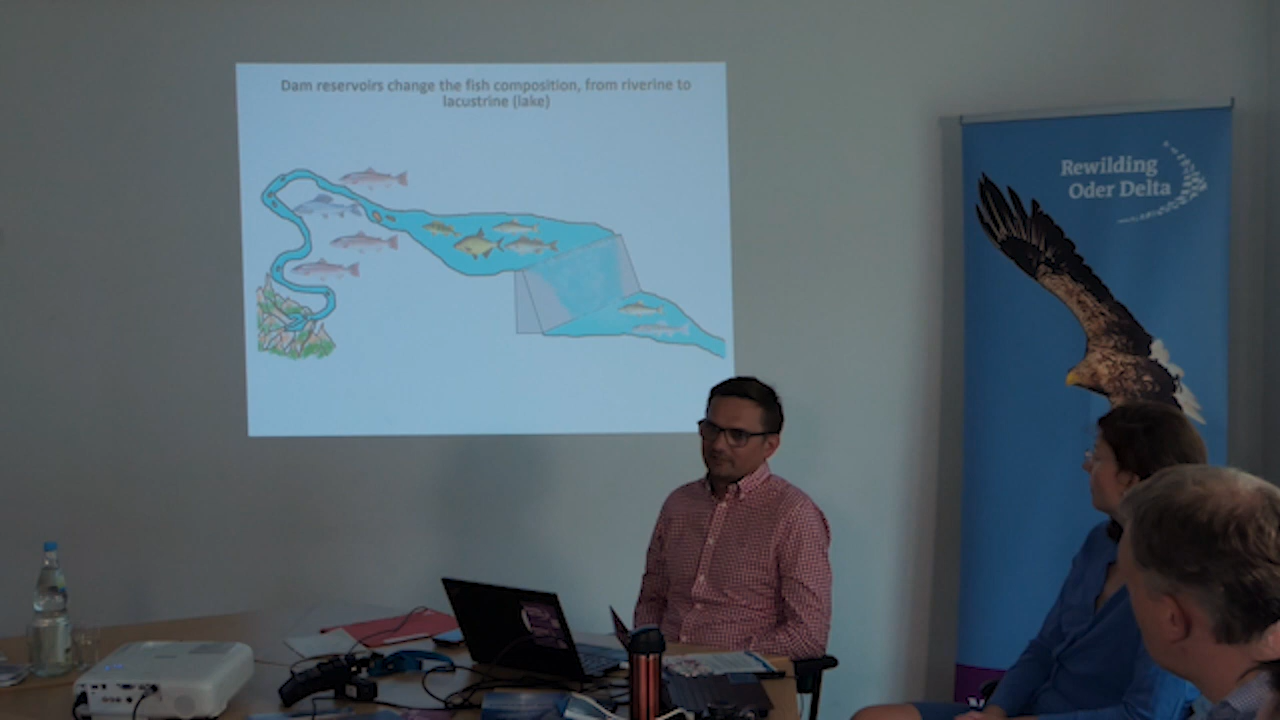 Dam reservoirs change the fish composition, from riverine to
lacustrine (lake)
Rewilding
Oder Delta